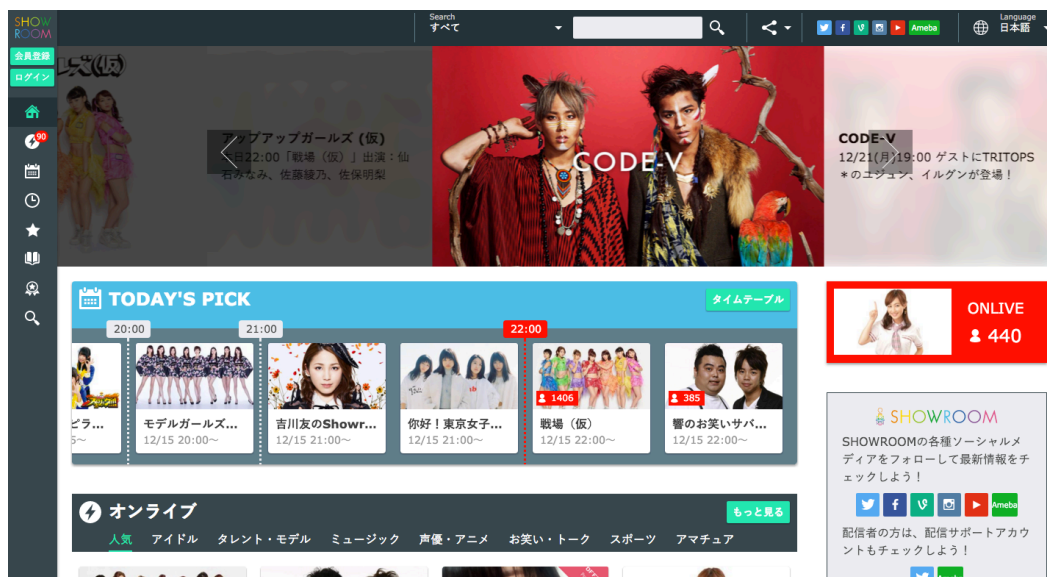 SHOW
ROOM
Search
すべて
Ameba
Language
日本語
会員登録
ログイン
90
アップアップガールズ (仮)
本日22:00「戦場（仮）」出演：仙
石みなみ、佐藤綾乃、佐保明梨
CODE-V
CODE-V
12/21(月)19:00 ゲストにTRITOPS
＊のユジュン、イルグンが登場！
TODAY'S PICK
タイムテーブル
20:00
21:00
22:00
ピラ...
5～
モデルガールズ...
12/15 20:00～
吉川友のShowr...
12/15 21:00～
你好！東京女子...
12/15 21:00～
1406
戦場（仮）
12/15 22:00～
385
響のお笑いサバ...
12/15 22:00～
ONLIVE
440
SHOWROOM
SHOWROOMの各種ソーシャルメ
ディアをフォローして最新情報をチ
ェックしよう！
Ameba
配信者の方は、配信サポートアカウ
ントもチェックしよう！
オンライブ
もっと見る
人気
アイドル
タレント・モデル
ミュージック
声優・アニメ
お笑い・トーク
スポーツ
アマチュア